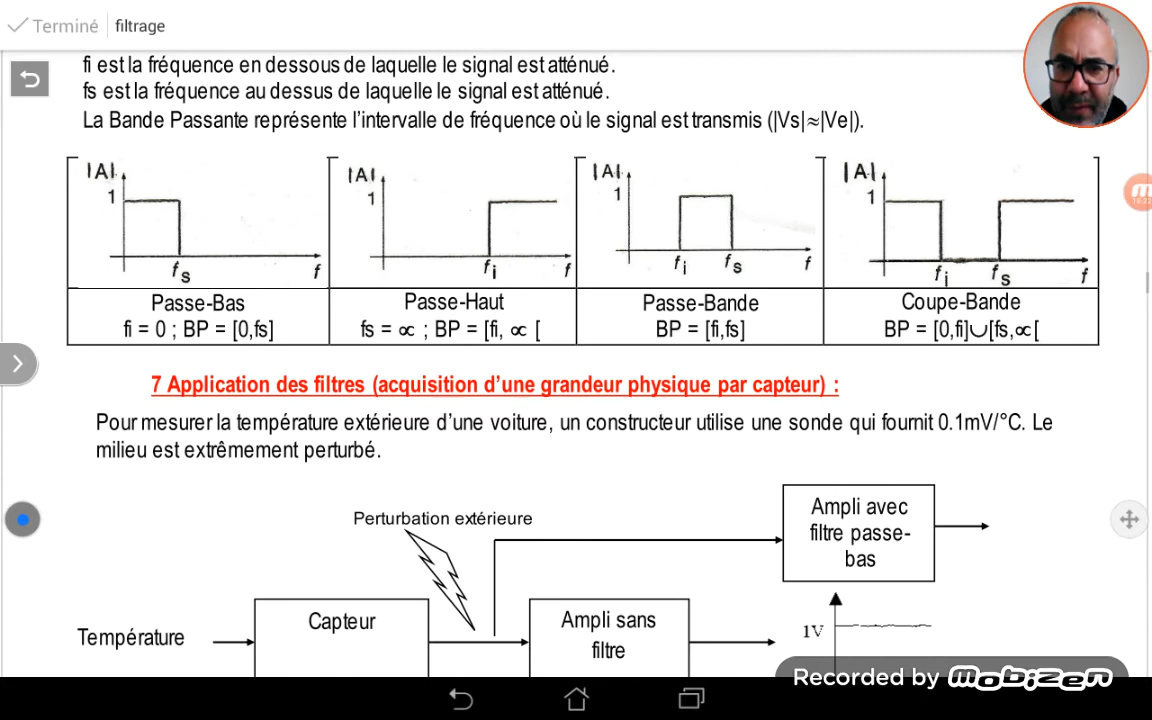 Terminé filtrage
fi est la fréquence en dessous de laquelle le signal est atténué.
fs est la fréquence au dessus de laquelle le signal est atténué.
La Bande Passante représente l'intervalle de fréquence où le signal est transmis (|Vs|≈|Ve|).
|A| |A| |A| |A|
1 1 1 1
fs f fi f fi fs f fi fs f
Passe-Bas Passe-Haut Passe-Bande Coupe-Bande
fi = 0 ; BP = [0,fs] fs = ∝ ; BP = [fi, ∝ [ BP = [fi,fs] BP = [0,fi]∪[fs,∝[
7 Application des filtres (acquisition d'une grandeur physique par capteur) :
Pour mesurer la température extérieure d'une voiture, un constructeur utilise une sonde qui fournit 0.1mV/°C. Le
milieu est extrêmement perturbé.
Perturbation extérieure
Ampli avec
filtre passe-
bas
Température
Capteur
Ampli sans
filtre
1V
Recorded by Mobizen